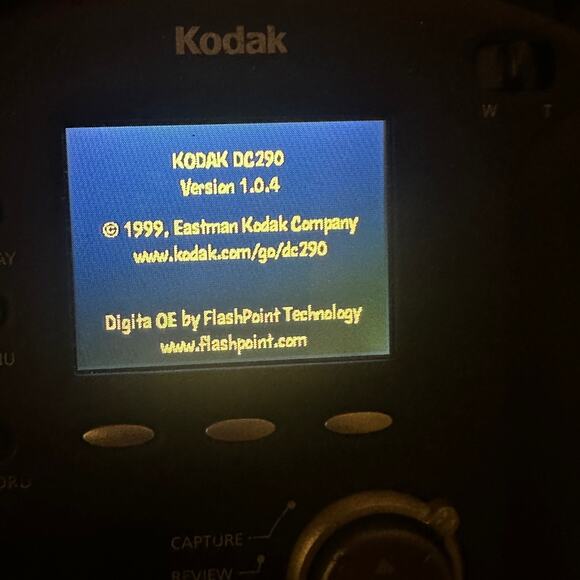 Kodak
W T
KODAK DC290
Version 1.0.4
© 1999, Eastman Kodak Company
www.kodak.com/go/dc290
Digita OE by FlashPoint Technology
www.flashpoint.com
CAPTURE
REVIEW